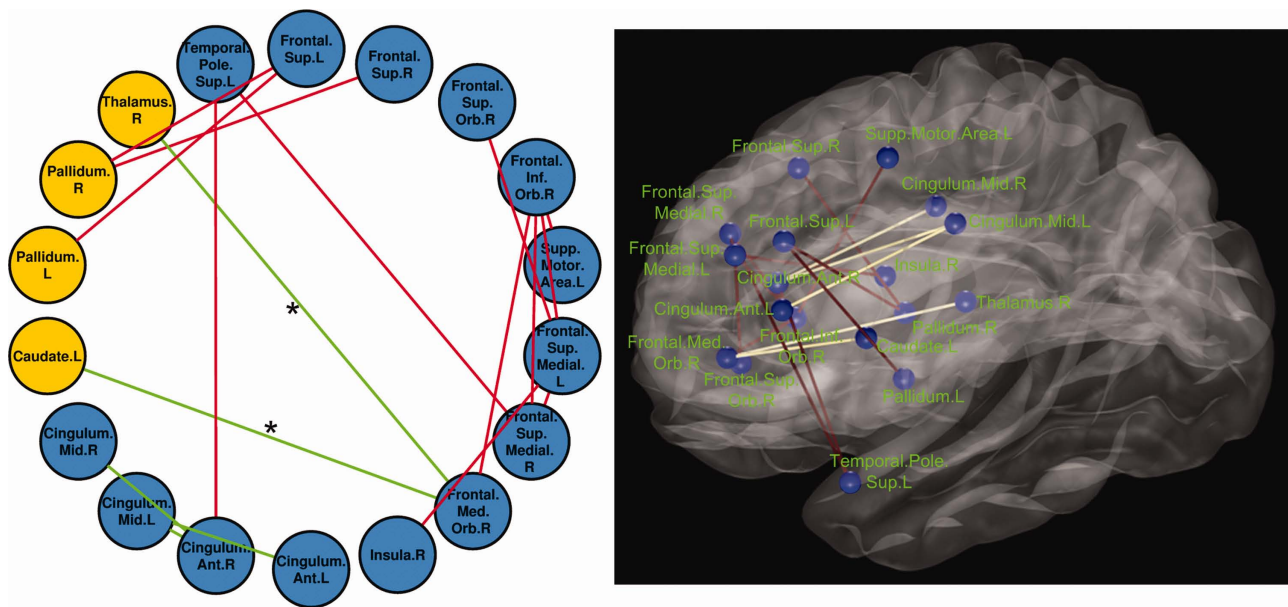 Temporal.
Pole.
Sup.L
Frontal.
Sup.L
Frontal.
Sup.R
Frontal.
Sup.
Orb.R
Thalamus.
R
Frontal.
Inf.
Orb.R
Pallidum.
R
Supp.
Motor.
Area.L
Pallidum.
L
*
Frontal.
Sup.
Medial.
L
Caudate.L
*
Cingulum.
Mid.R
Frontal.
Sup.
Medial.
R
Cingulum.
Mid.L
Frontal.
Med.
Orb.R
Cingulum.
Ant.R
Cingulum.
Ant.L
Insula.R
Frontal.Sup.R
Supp.Motor.Area.L
Cingulum.Mid.R
Frontal.Sup.
Medial.R
Frontal.Sup.L
Cingulum.Mid.L
Frontal.Sup.
Medial.L
Cingulum.Ant.R
Insula.R
Cingulum.Ant.L
Thalamus.R
Pallidum.R
Frontal.Inf.
Orb.R
Caudate.L
Frontal.Med..
Orb.R
Frontal.Sup.
Orb.R
Pallidum.L
Temporal.Pole.
Sup.L